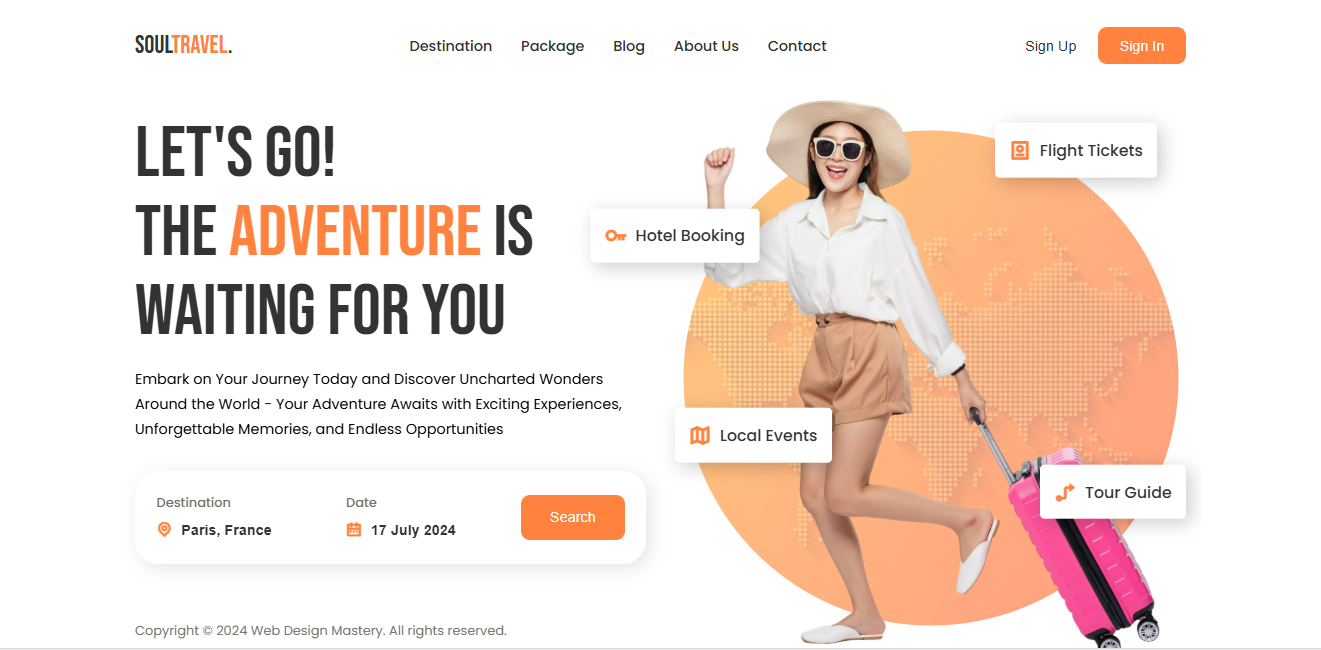 SOULTRAVEL.
Destination Package Blog About Us Contact
Sign Up Sign In
LET'S GO!
THE ADVENTURE IS
WAITING FOR YOU
Embark on Your Journey Today and Discover Uncharted Wonders
Around the World - Your Adventure Awaits with Exciting Experiences,
Unforgettable Memories, and Endless Opportunities
Destination Date
Paris, France 17 July 2024
Search
Flight Tickets
Hotel Booking
Local Events
Tour Guide
Copyright © 2024 Web Design Mastery. All rights reserved.